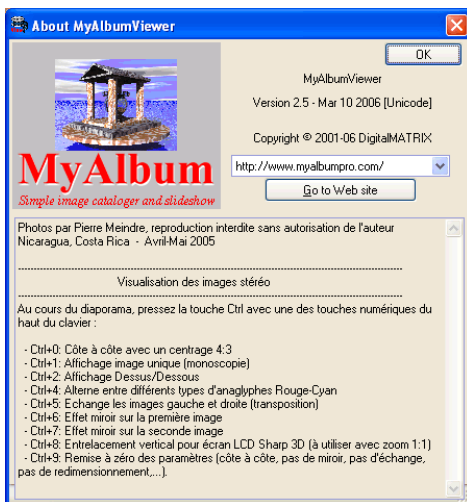 About MyAlbumViewer
OK
MyAlbumViewer
Version 2.5 - Mar 10 2006 [Unicode]
Copyright © 2001-06 DigitalMATRIX
http://www.myalbumpro.com/
Go to Web site
MyAlbum
Simple image cataloger and slideshow
Photos par Pierre Meindre, reproduction interdite sans autorisation de l'auteur
Nicaragua, Costa Rica - Avril-Mai 2005
--------------------------------------------------------------------------------
Visualisation des images stéréo
--------------------------------------------------------------------------------
Au cours du diaporama, pressez la touche Ctrl avec une des touches numériques du
haut du clavier :
- Ctrl+0: Côte à côte avec un centrage 4:3
- Ctrl+1: Affichage image unique (monoscopie)
- Ctrl+2: Affichage Dessus/Dessous
- Ctrl+4: Alterne entre différents types d'anaglyphes Rouge-Cyan
- Ctrl+5: Echange les images gauche et droite (transposition)
- Ctrl+6: Effet miroir sur la première image
- Ctrl+7: Effet miroir sur la seconde image
- Ctrl+8: Entrelacement vertical pour écran LCD Sharp 3D (à utiliser avec zoom 1:1)
- Ctrl+9: Remise à zéro des paramètres (côte à côte, pas de miroir, pas d'échange,
pas de redimensionnement,...).